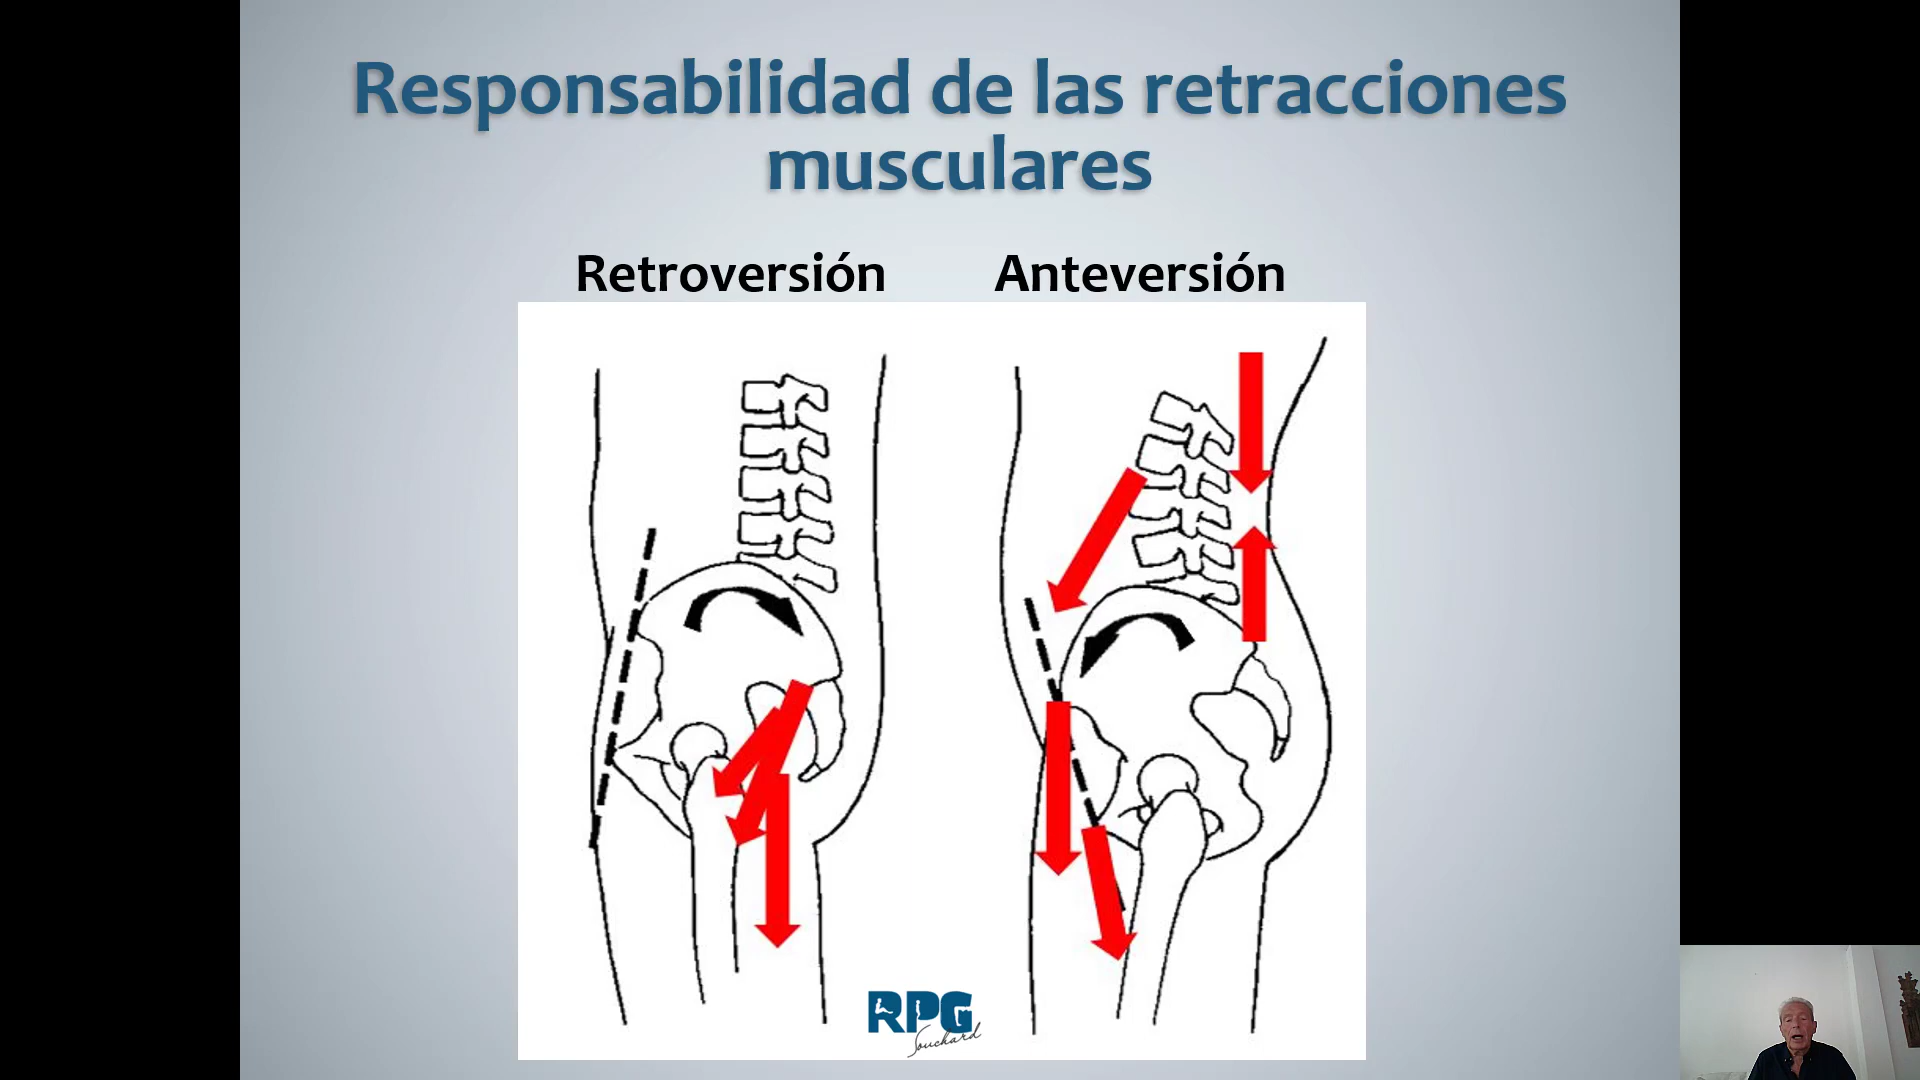 Responsabilidad de las retracciones
musculares
Retroversión Anteversión
RPG
Souchard